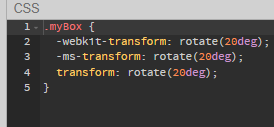 CSS
1 .myBox {
2 -webkit-transform: rotate(20deg);
3 -ms-transform: rotate(20deg);
4 transform: rotate(20deg);
5 }